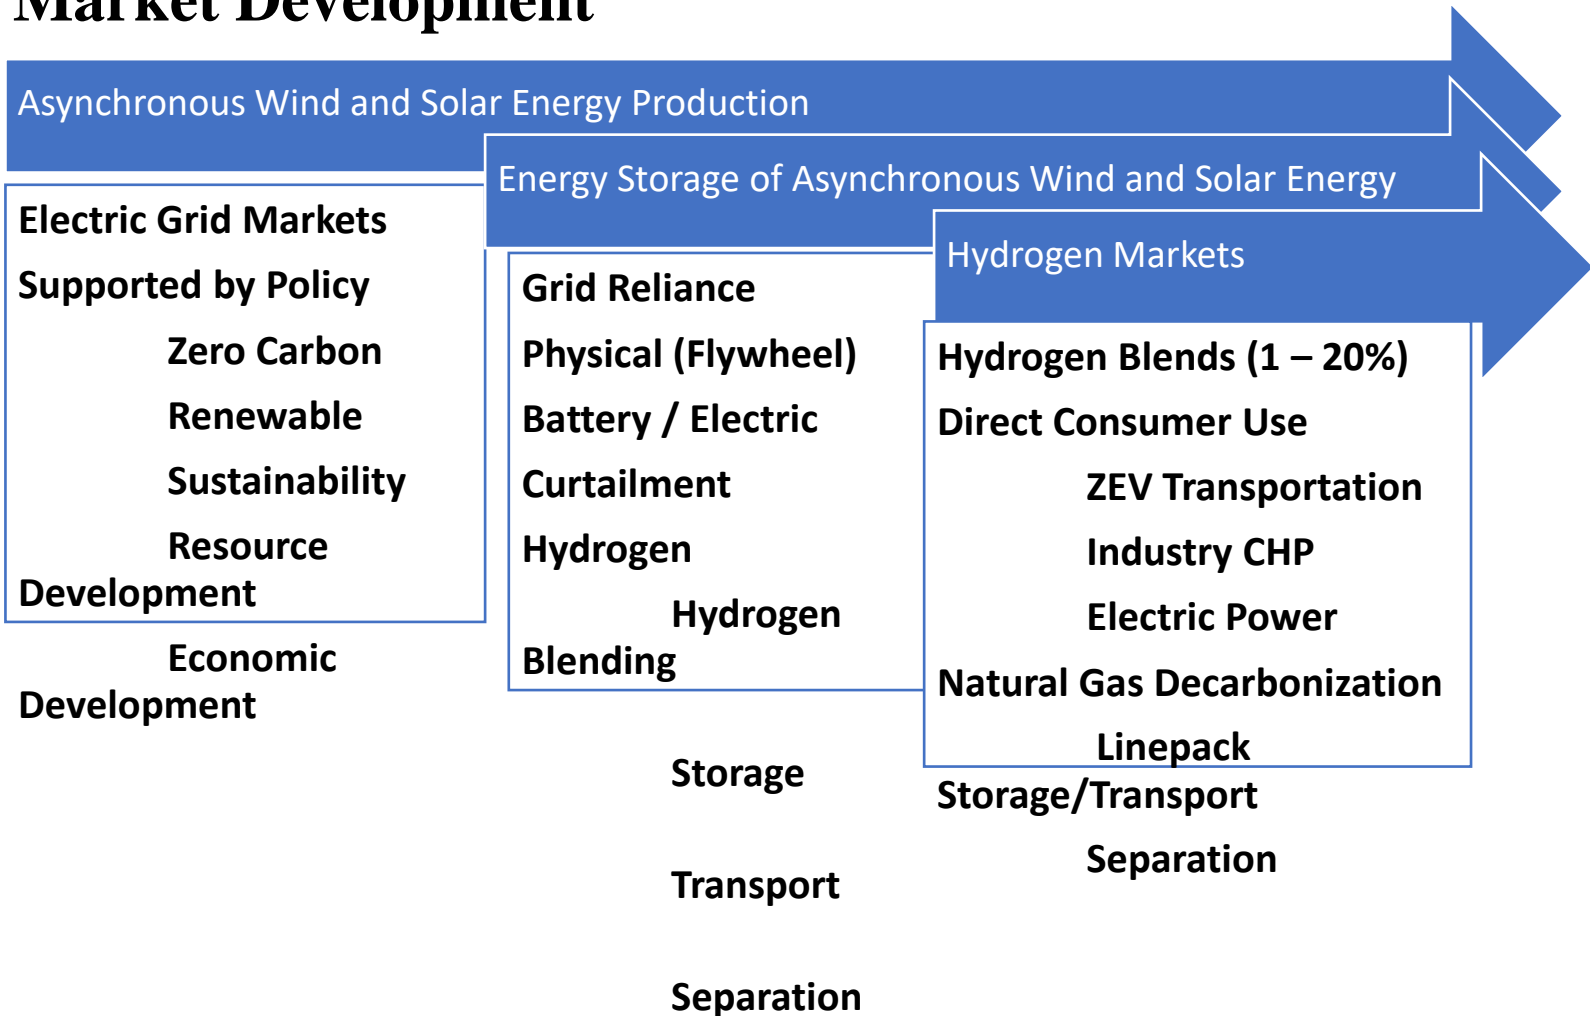 Market Development
Asynchronous Wind and Solar Energy Production
Energy Storage of Asynchronous Wind and Solar Energy
Hydrogen Markets
Electric Grid Markets
Supported by Policy
Zero Carbon
Renewable
Sustainability
Resource
Development
Economic
Development
Grid Reliance
Physical (Flywheel)
Battery / Electric
Curtailment
Hydrogen
Hydrogen
Blending
Storage
Transport
Separation
Hydrogen Blends (1 – 20%)
Direct Consumer Use
ZEV Transportation
Industry CHP
Electric Power
Natural Gas Decarbonization
Linepack
Storage/Transport
Separation